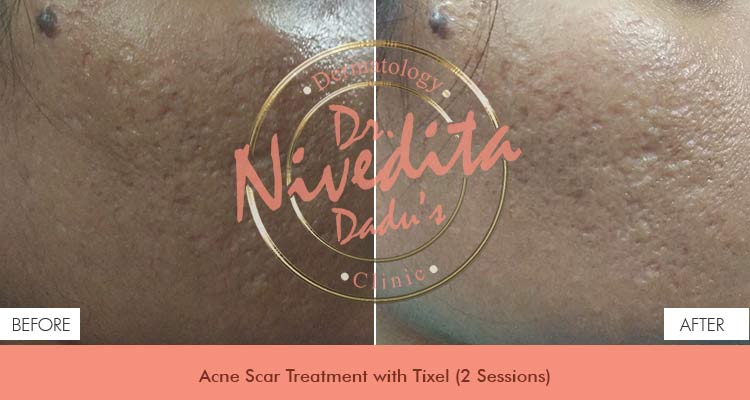 Dermatology
Dr.
Nivedita
Dadu's
Clinic
BEFORE
AFTER
Acne Scar Treatment with Tixel (2 Sessions)